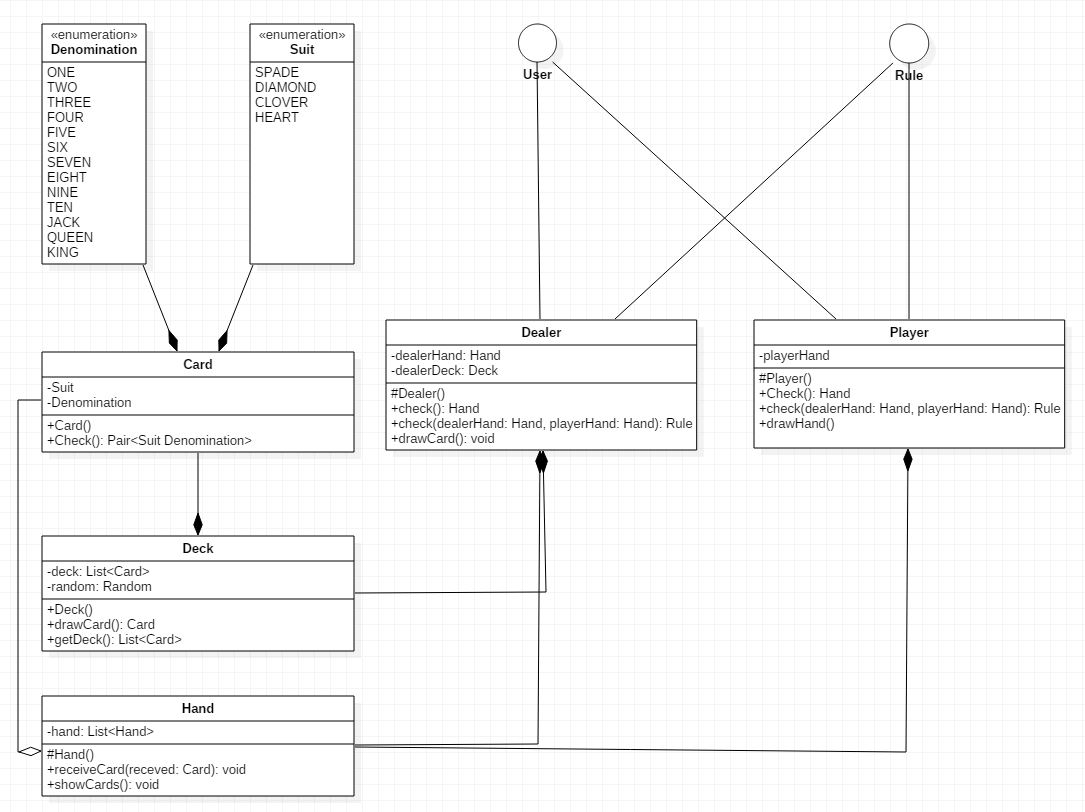 «enumeration»
Denomination
ONE
TWO
THREE
FOUR
FIVE
SIX
SEVEN
EIGHT
NINE
TEN
JACK
QUEEN
KING
«enumeration»
Suit
SPADE
DIAMOND
CLOVER
HEART
User
Rule
Card
-Suit
-Denomination
+Card()
+Check(): Pair<Suit Denomination>
Dealer
-dealerHand: Hand
-dealerDeck: Deck
#Dealer()
+check(): Hand
+check(dealerHand: Hand, playerHand: Hand): Rule
+drawCard(): void
Player
-playerHand
#Player()
+Check(): Hand
+check(dealerHand: Hand, playerHand: Hand): Rule
+drawHand()
Deck
-deck: List<Card>
-random: Random
+Deck()
+drawCard(): Card
+getDeck(): List<Card>
Hand
-hand: List<Hand>
#Hand()
+receiveCard(receved: Card): void
+showCards(): void